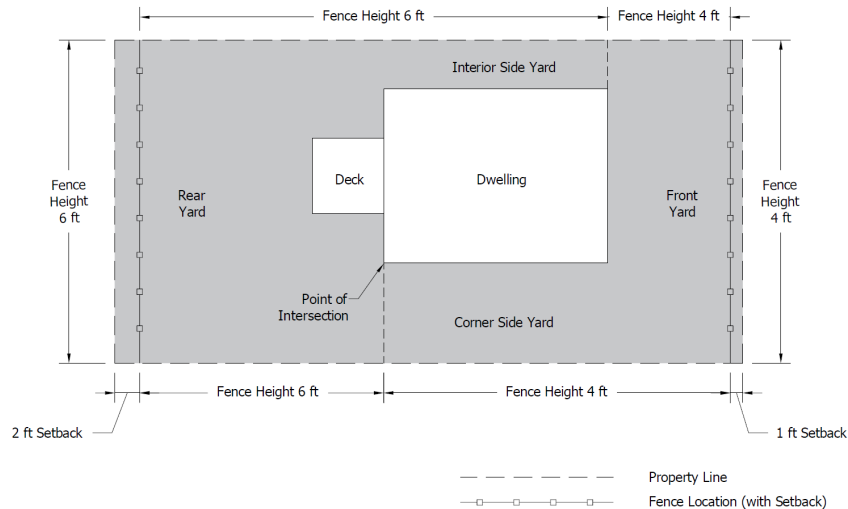 Fence Height 6 ft
Fence Height 4 ft
Interior Side Yard
Fence
Height
6 ft
Rear
Yard
Deck
Dwelling
Front
Yard
Fence
Height
4 ft
Point of
Intersection
Corner Side Yard
Fence Height 6 ft
Fence Height 4 ft
2 ft Setback
1 ft Setback
Property Line
Fence Location (with Setback)